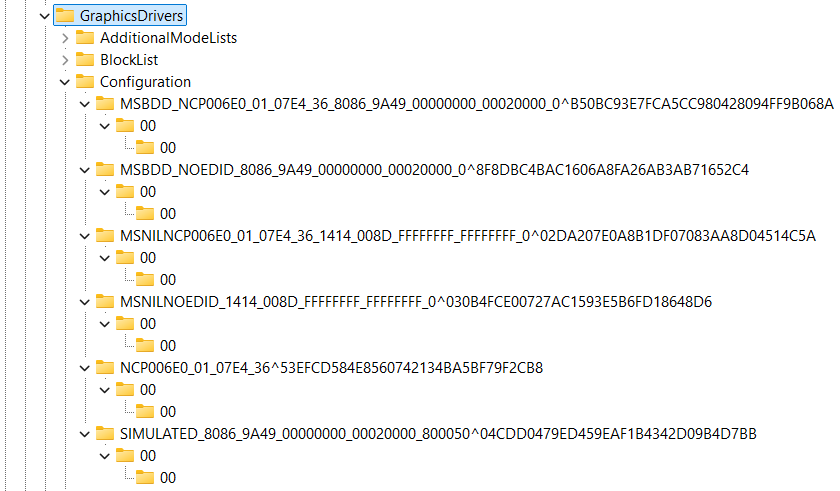 GraphicsDrivers
AdditionalModeLists
BlockList
Configuration
MSBDD_NCP006E0_01_07E4_36_8086_9A49_00000000_00020000_0^B50BC93E7FCA5CC980428094FF9B068A
00
00
MSBDD_NOEDID_8086_9A49_00000000_00020000_0^8F8DBC4BAC1606A8FA26AB3AB71652C4
00
00
MSNILNCP006E0_01_07E4_36_1414_008D_FFFFFFFF_FFFFFFFF_0^02DA207E0A8B1DF07083AA8D04514C5A
00
00
MSNILNOEDID_1414_008D_FFFFFFFF_FFFFFFFF_0^030B4FCE00727AC1593E5B6FD18648D6
00
00
NCP006E0_01_07E4_36^53EFCD584E8560742134BA5BF79F2CB8
00
00
SIMULATED_8086_9A49_00000000_00020000_800050^04CDD0479ED459EAF1B4342D09B4D7BB
00
00